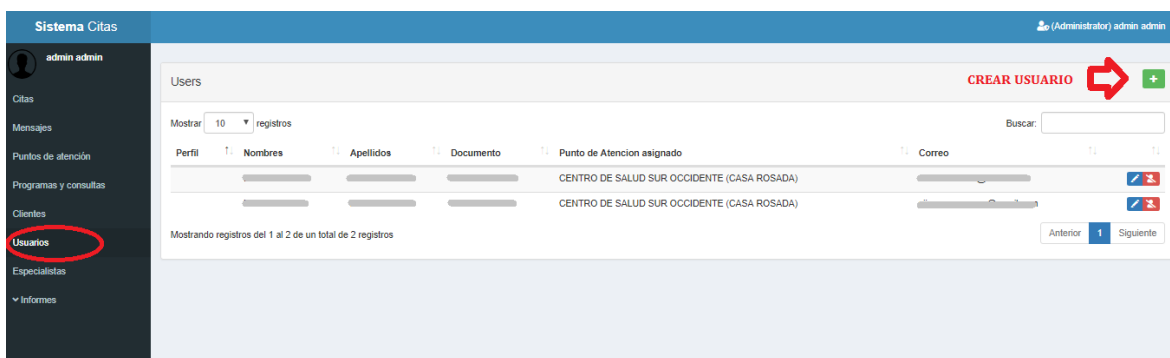 Sistema Citas
(Administrator) admin admin
admin admin
Citas
Mensajes
Puntos de atención
Programas y consultas
Clientes
Usuarios
Especialistas
Informes
Users
CREAR USUARIO
Mostrar 10 registros
Buscar:
Perfil Nombres Apellidos Documento Punto de Atencion asignado Correo
CENTRO DE SALUD SUR OCCIDENTE (CASA ROSADA)
CENTRO DE SALUD SUR OCCIDENTE (CASA ROSADA)
Mostrando registros del 1 al 2 de un total de 2 registros
Anterior 1 Siguiente